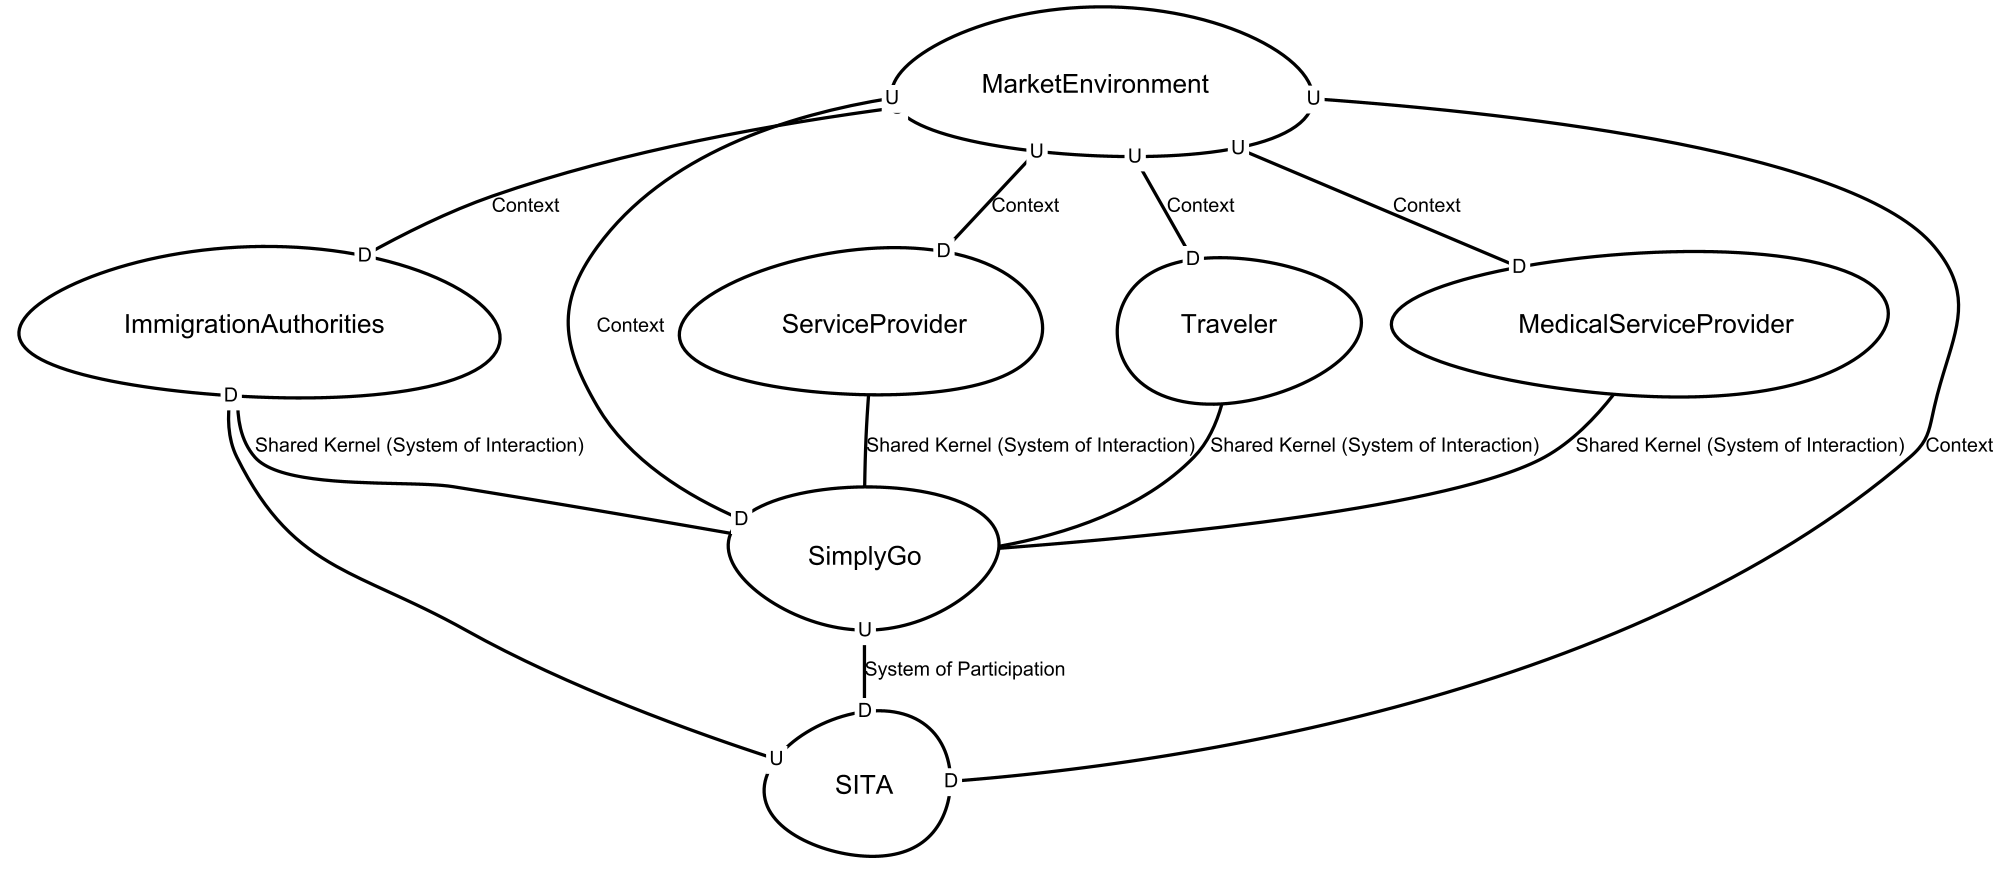 MarketEnvironment
U
U
U
U
U
Context
Context
Context
Context
D
D
D
D
ImmigrationAuthorities
Context
ServiceProvider
Traveler
MedicalServiceProvider
D
Shared Kernel (System of Interaction)
Shared Kernel (System of Interaction)
Shared Kernel (System of Interaction)
Shared Kernel (System of Interaction)
Context
D
SimplyGo
U
System of Participation
D
U
SITA
D